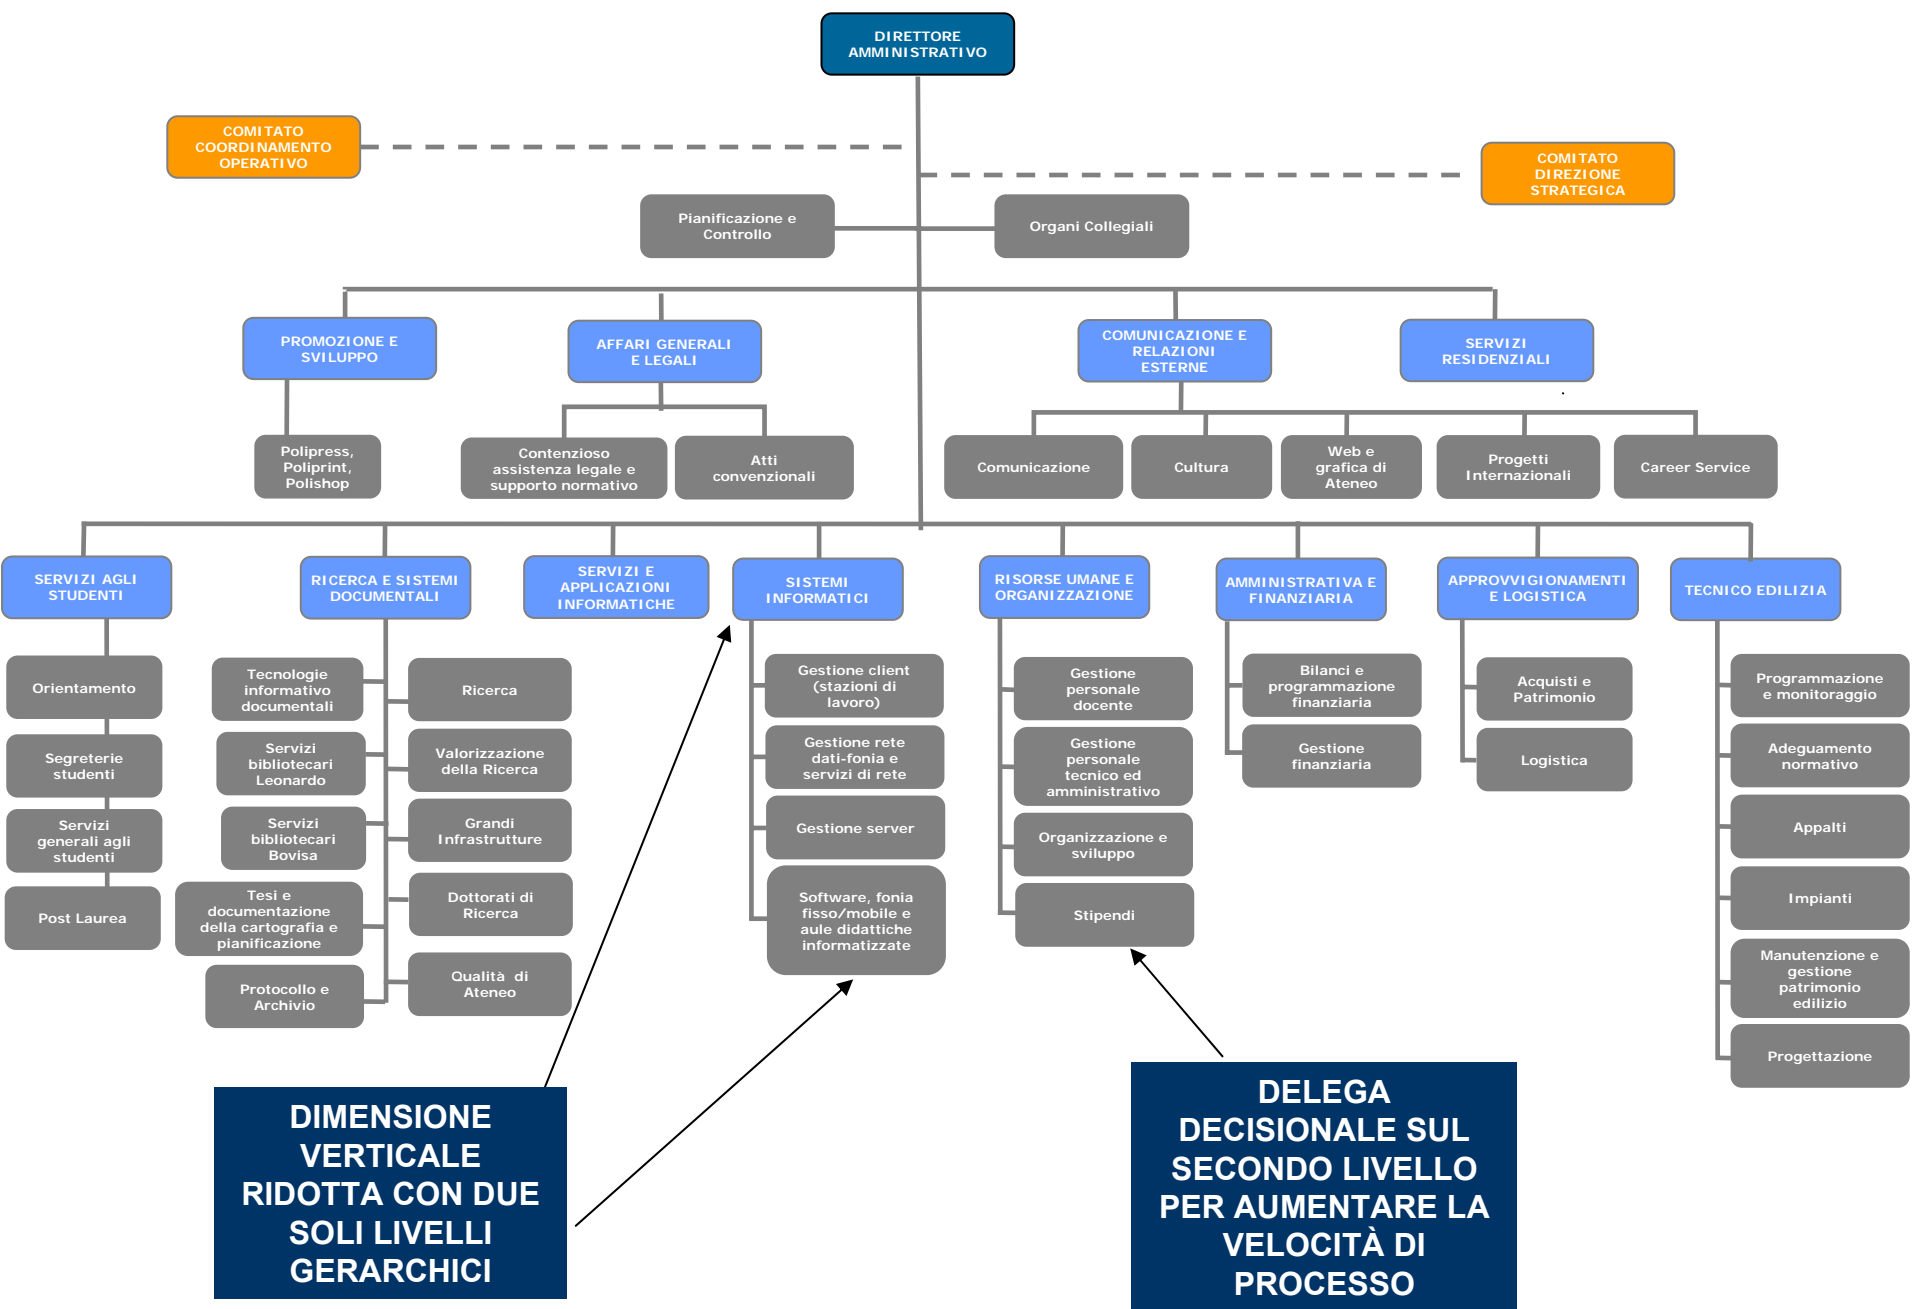 DIRETTORE
AMMINISTRATIVO
COMITATO
COORDINAMENTO
OPERATIVO
COMITATO
DIREZIONE
STRATEGICA
Pianificazione e
Controllo
Organi Collegiali
PROMOZIONE E
SVILUPPO
AFFARI GENERALI
E LEGALI
COMUNICAZIONE E
RELAZIONI
ESTERNE
SERVIZI
RESIDENZIALI
Polipress,
Poliprint,
Polishop
Contenzioso
assistenza legale e
supporto normativo
Atti
convenzionali
Comunicazione
Cultura
Web e
grafica di
Ateneo
Progetti
Internazionali
Career Service
SERVIZI AGLI
STUDENTI
RICERCA E SISTEMI
DOCUMENTALI
SERVIZI E
APPLICAZIONI
INFORMATICHE
SISTEMI
INFORMATICI
RISORSE UMANE E
ORGANIZZAZIONE
AMMINISTRATIVA E
FINANZIARIA
APPROVVIGIONAMENTI
E LOGISTICA
TECNICO EDILIZIA
Orientamento
Segreterie
studenti
Servizi
generali agli
studenti
Post Laurea
Tecnologie
informativo
documentali
Servizi
bibliotecari
Leonardo
Servizi
bibliotecari
Bovisa
Tesi e
documentazione
della cartografia e
pianificazione
Protocollo e
Archivio
Ricerca
Valorizzazione
della Ricerca
Grandi
Infrastrutture
Dottorati di
Ricerca
Qualità di
Ateneo
Gestione client
(stazioni di
lavoro)
Gestione rete
dati-fonia e
servizi di rete
Gestione server
Software, fonia
fisso/mobile e
aule didattiche
informatizzate
Gestione
personale
docente
Gestione
personale
tecnico ed
amministrativo
Organizzazione e
sviluppo
Stipendi
Bilanci e
programmazione
finanziaria
Gestione
finanziaria
Acquisti e
Patrimonio
Logistica
Programmazione
e monitoraggio
Adeguamento
normativo
Appalti
Impianti
Manutenzione e
gestione
patrimonio
edilizio
Progettazione
DIMENSIONE
VERTICALE
RIDOTTA CON DUE
SOLI LIVELLI
GERARCHICI
DELEGA
DECISIONALE SUL
SECONDO LIVELLO
PER AUMENTARE LA
VELOCITÀ DI
PROCESSO